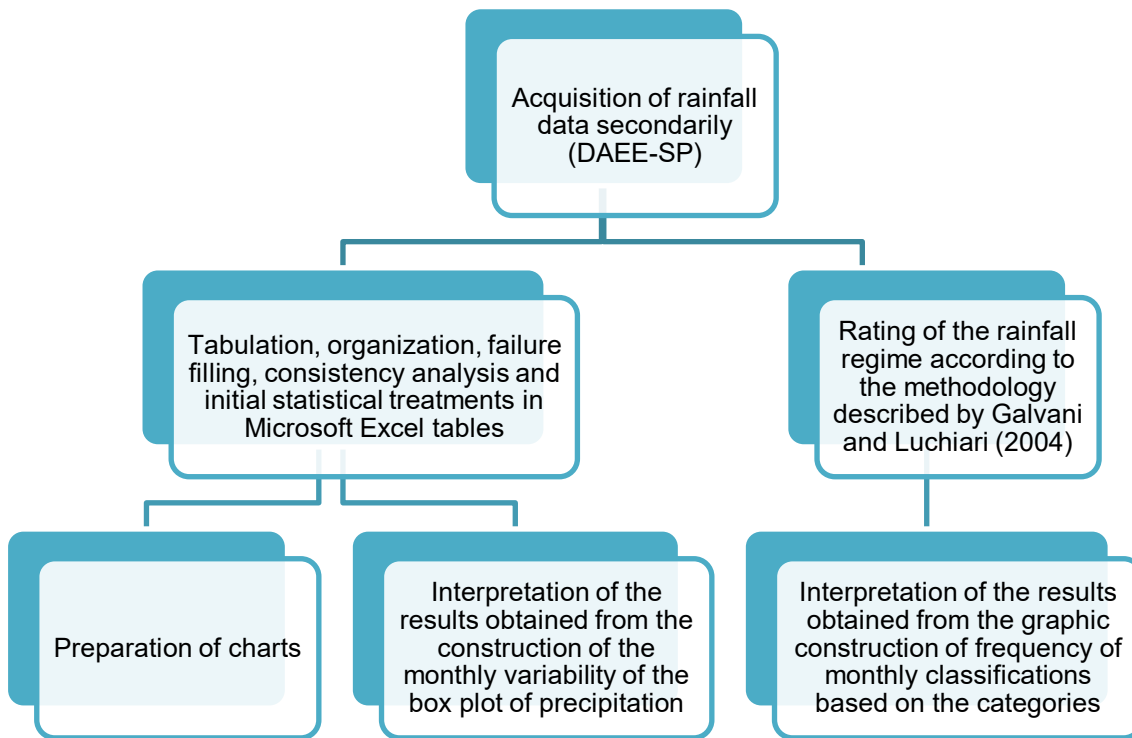 Acquisition of rainfall
data secondarily
(DAEE-SP)
Tabulation, organization, failure
filling, consistency analysis and
initial statistical treatments in
Microsoft Excel tables
Rating of the rainfall
regime according to
the methodology
described by Galvani
and Luchiari (2004)
Preparation of charts
Interpretation of the
results obtained from the
construction of the
monthly variability of the
box plot of precipitation
Interpretation of the results
obtained from the graphic
construction of frequency of
monthly classifications
based on the categories